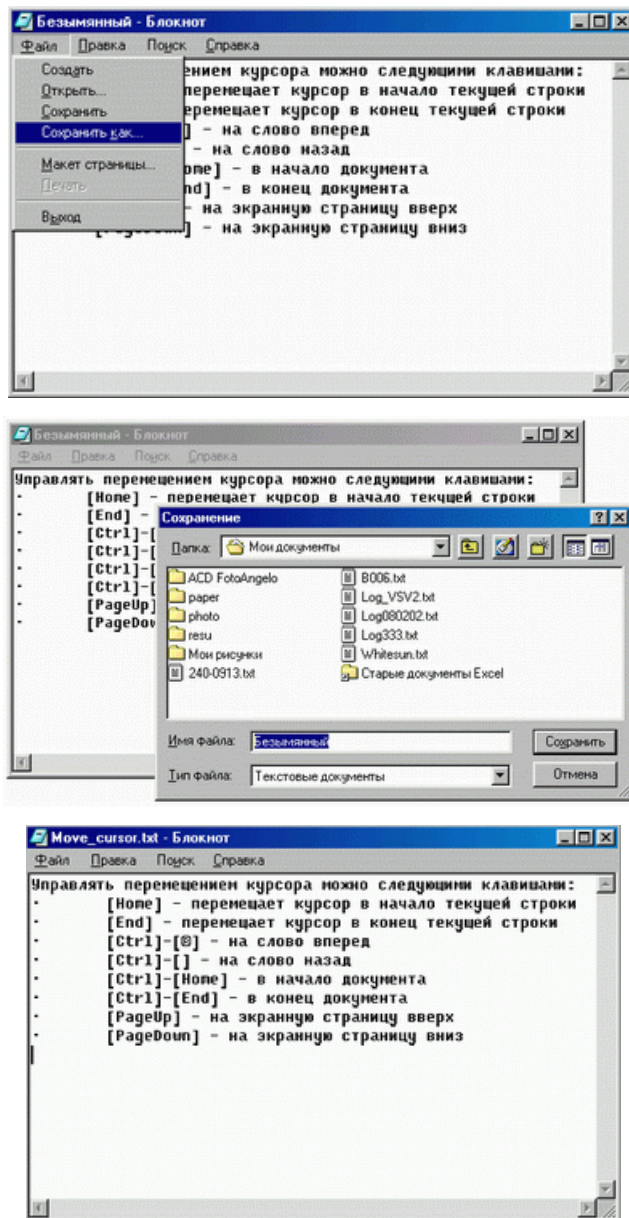 Безымянный - Блокнот
Файл Правка Поиск Справка
Создать
Открыть...
Сохранить
Сохранить как...
Макет страницы...
Печать
Выход
ением курсора можно следующими клавишами:
перемещает курсор в начало текущей строки
еремещает курсор в конец текущей строки
] - на слово вперед
- на слово назад
ome] - в начало документа
nd] - в конец документа
- на экранную страницу вверх
[PageDown] - на экранную страницу вниз
Безымянный - Блокнот
Файл Правка Поиск Справка
Управлять перемещением курсора можно следующими клавишами:
· [Home] - перемещает курсор в начало текущей строки
· [End] -
· [Ctrl]-[
· [Ctrl]-[
· [Ctrl]-[
· [Ctrl]-[
· [PageUp]
· [PageDow
Сохранение
Папка: Мои документы
ACD FotoAngelo B006.txt
paper Log_VSV2.txt
photo Log080202.txt
resu Log333.txt
Мои рисунки Whitesun.txt
240-0913.txt Старые документы Excel
Имя файла: Безымянный Сохранить
Тип файла: Текстовые документы Отмена
Move_cursor.txt - Блокнот
Файл Правка Поиск Справка
Управлять перемещением курсора можно следующими клавишами:
· [Home] - перемещает курсор в начало текущей строки
· [End] - перемещает курсор в конец текущей строки
· [Ctrl]-[®] - на слово вперед
· [Ctrl]-[] - на слово назад
· [Ctrl]-[Home] - в начало документа
· [Ctrl]-[End] - в конец документа
· [PageUp] - на экранную страницу вверх
· [PageDown] - на экранную страницу вниз